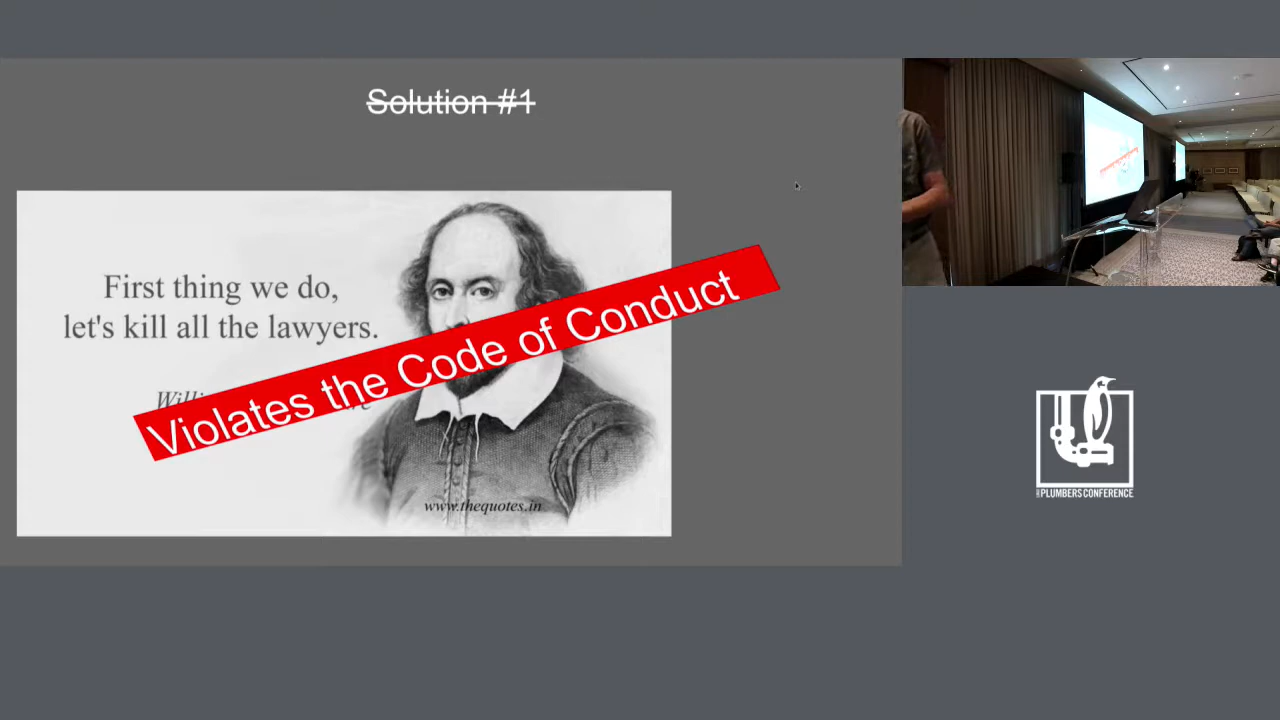 Solution #1
First thing we do,
let's kill all the lawyers.
Violates the Code of Conduct
www.thequotes.in
PLUMBERS CONFERENCE